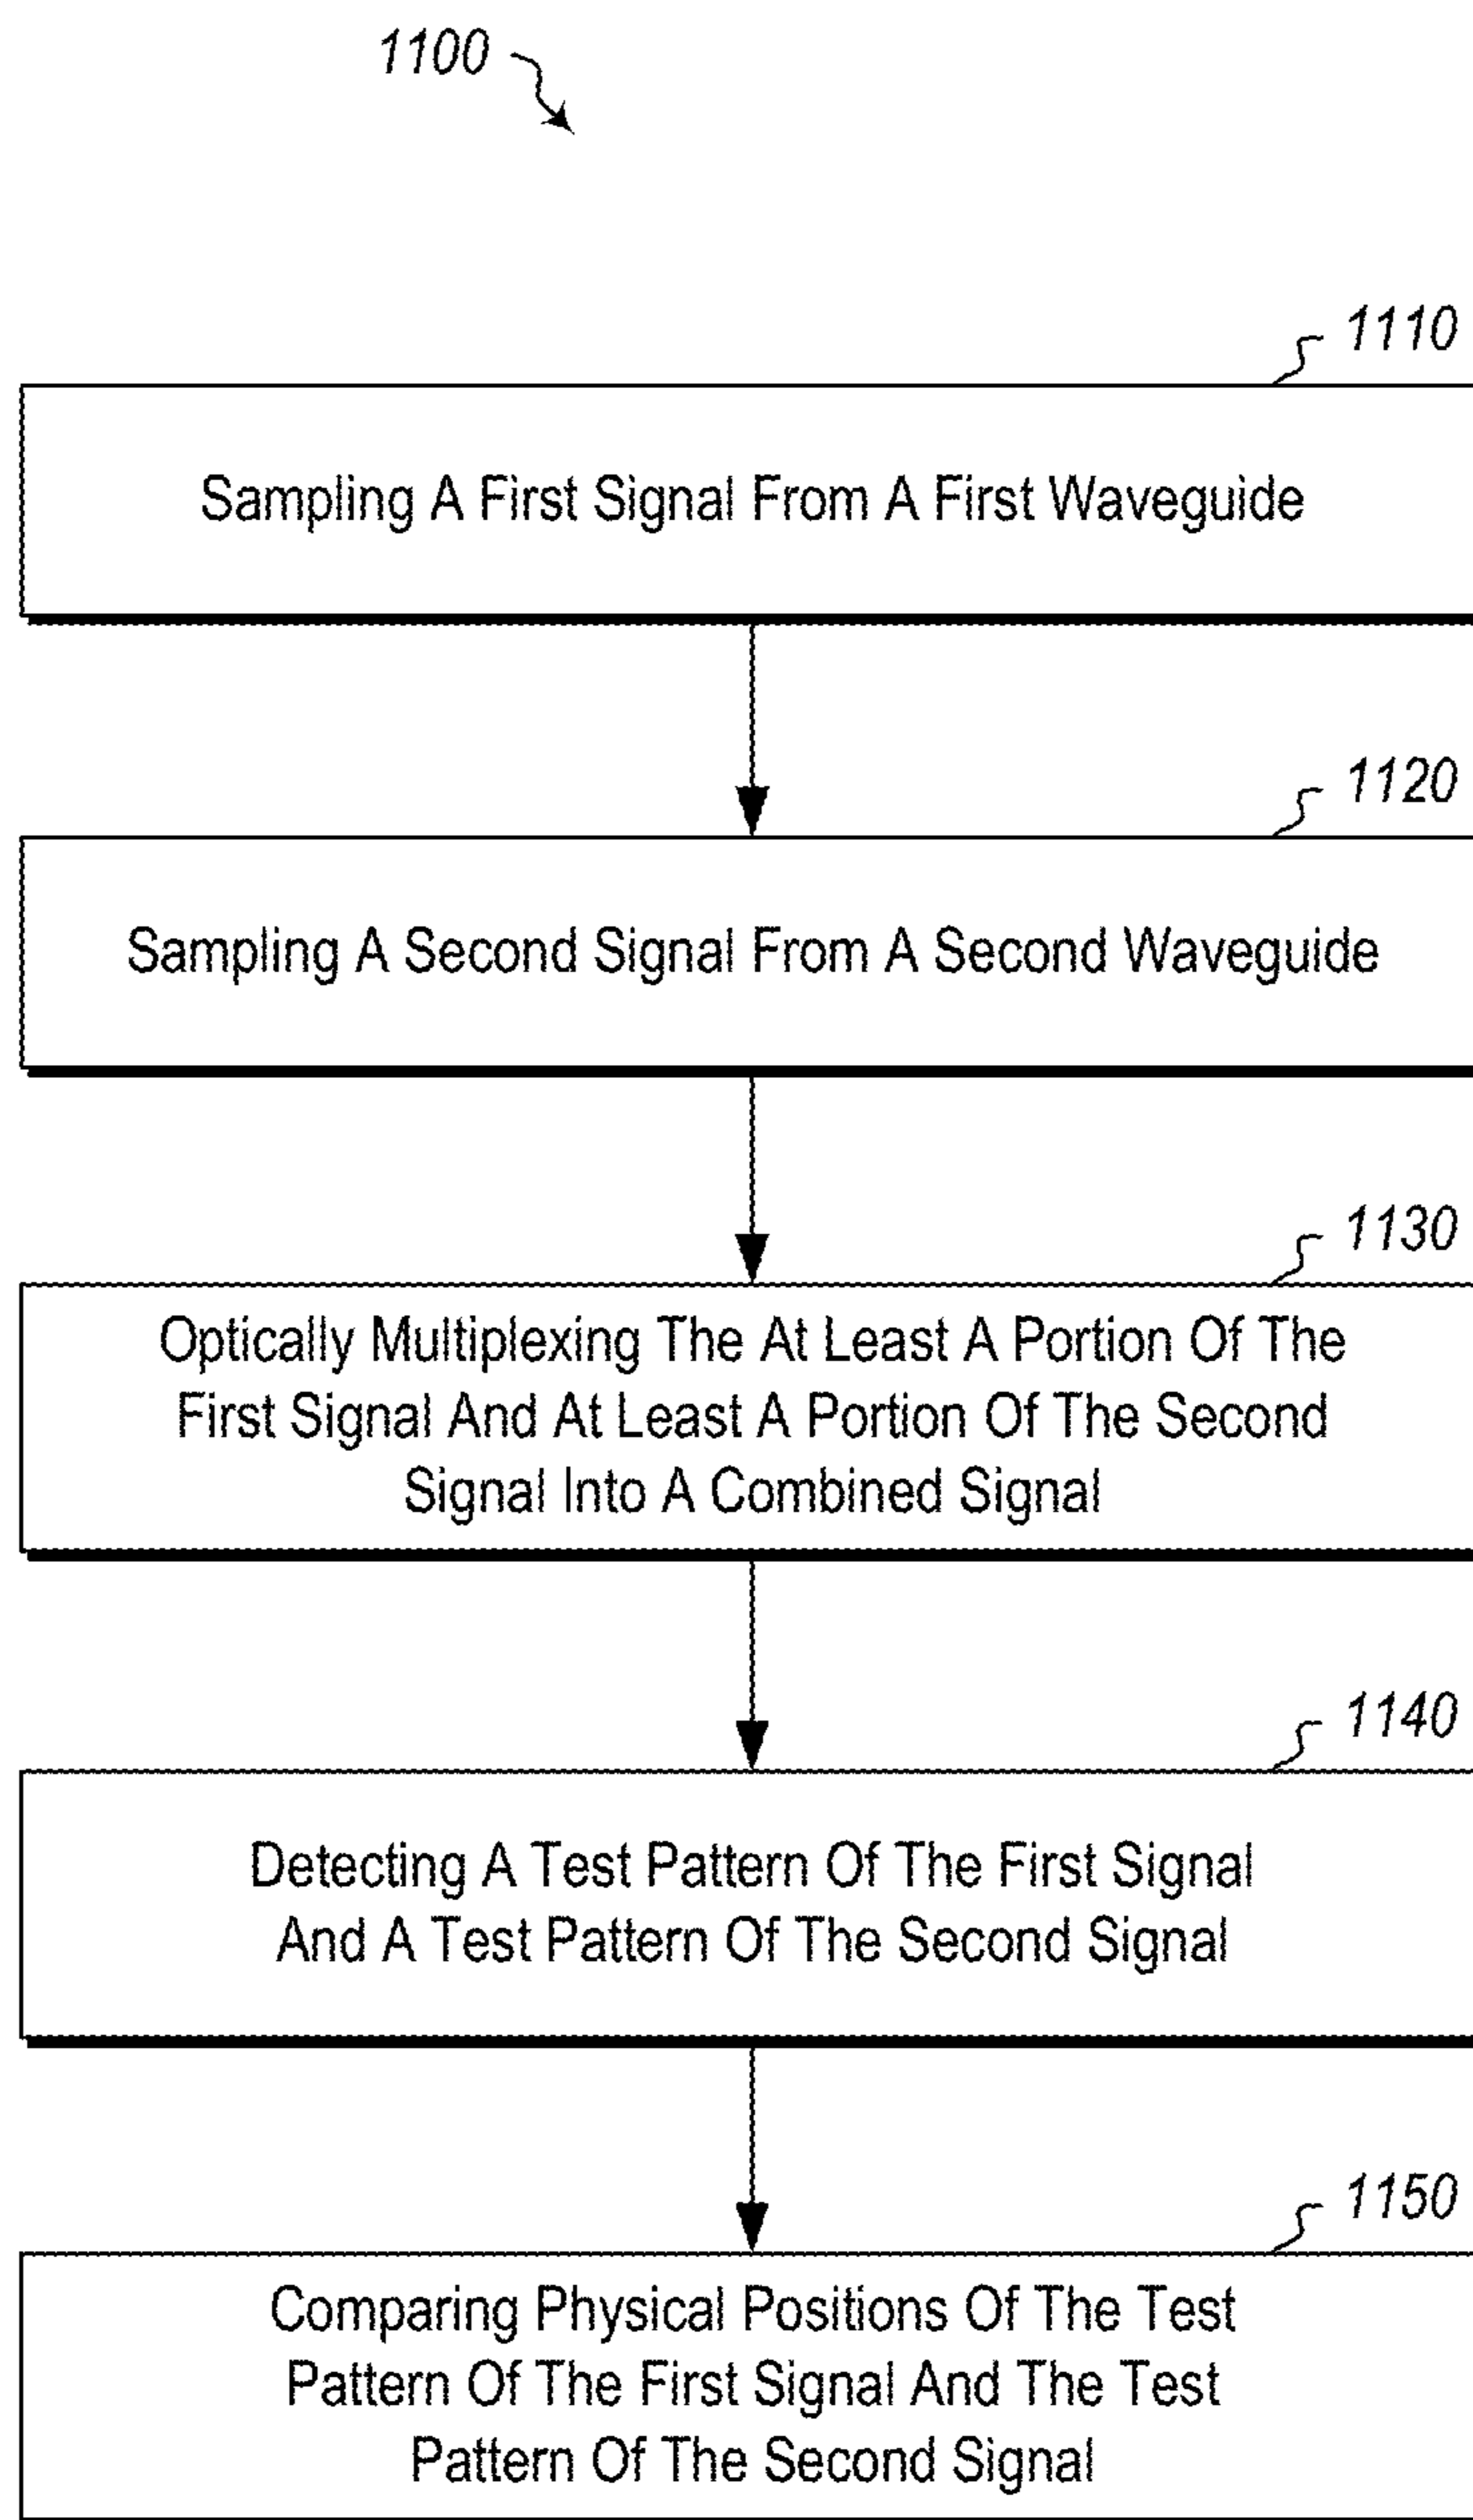 1100
1110
Sampling A First Signal From A First Waveguide
1120
Sampling A Second Signal From A Second Waveguide
1130
Optically Multiplexing The At Least A Portion Of The
First Signal And At Least A Portion Of The Second
Signal Into A Combined Signal
1140
Detecting A Test Pattern Of The First Signal
And A Test Pattern Of The Second Signal
1150
Comparing Physical Positions Of The Test
Pattern Of The First Signal And The Test
Pattern Of The Second Signal